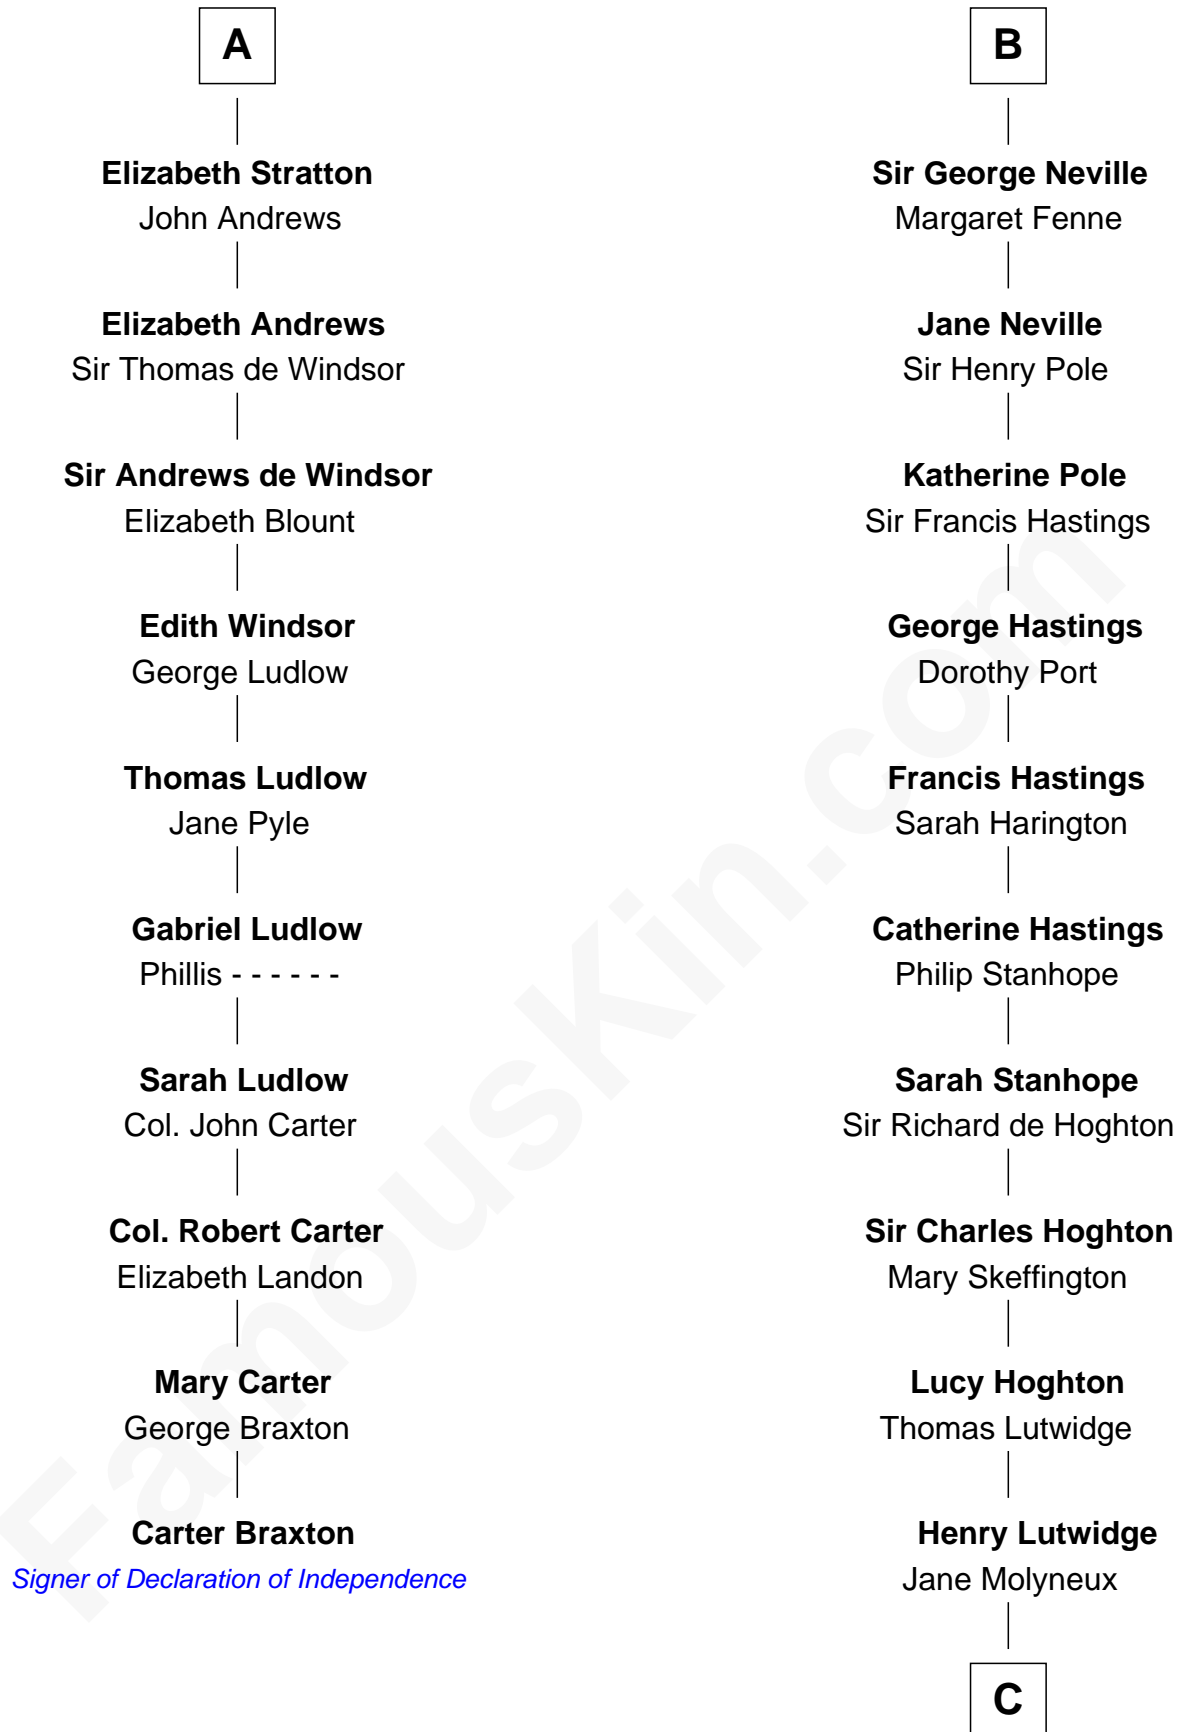 A
Elizabeth Stratton
John Andrews
Elizabeth Andrews
Sir Thomas de Windsor
Sir Andrews de Windsor
Elizabeth Blount
Edith Windsor
George Ludlow
Thomas Ludlow
Jane Pyle
Gabriel Ludlow
Phillis - - - - - -
Sarah Ludlow
Col. John Carter
Col. Robert Carter
Elizabeth Landon
Mary Carter
George Braxton
Carter Braxton
Signer of Declaration of Independence
B
Sir George Neville
Margaret Fenne
Jane Neville
Sir Henry Pole
Katherine Pole
Sir Francis Hastings
George Hastings
Dorothy Port
Francis Hastings
Sarah Harington
Catherine Hastings
Philip Stanhope
Sarah Stanhope
Sir Richard de Hoghton
Sir Charles Hoghton
Mary Skeffington
Lucy Hoghton
Thomas Lutwidge
Henry Lutwidge
Jane Molyneux
C
FamousKin.com